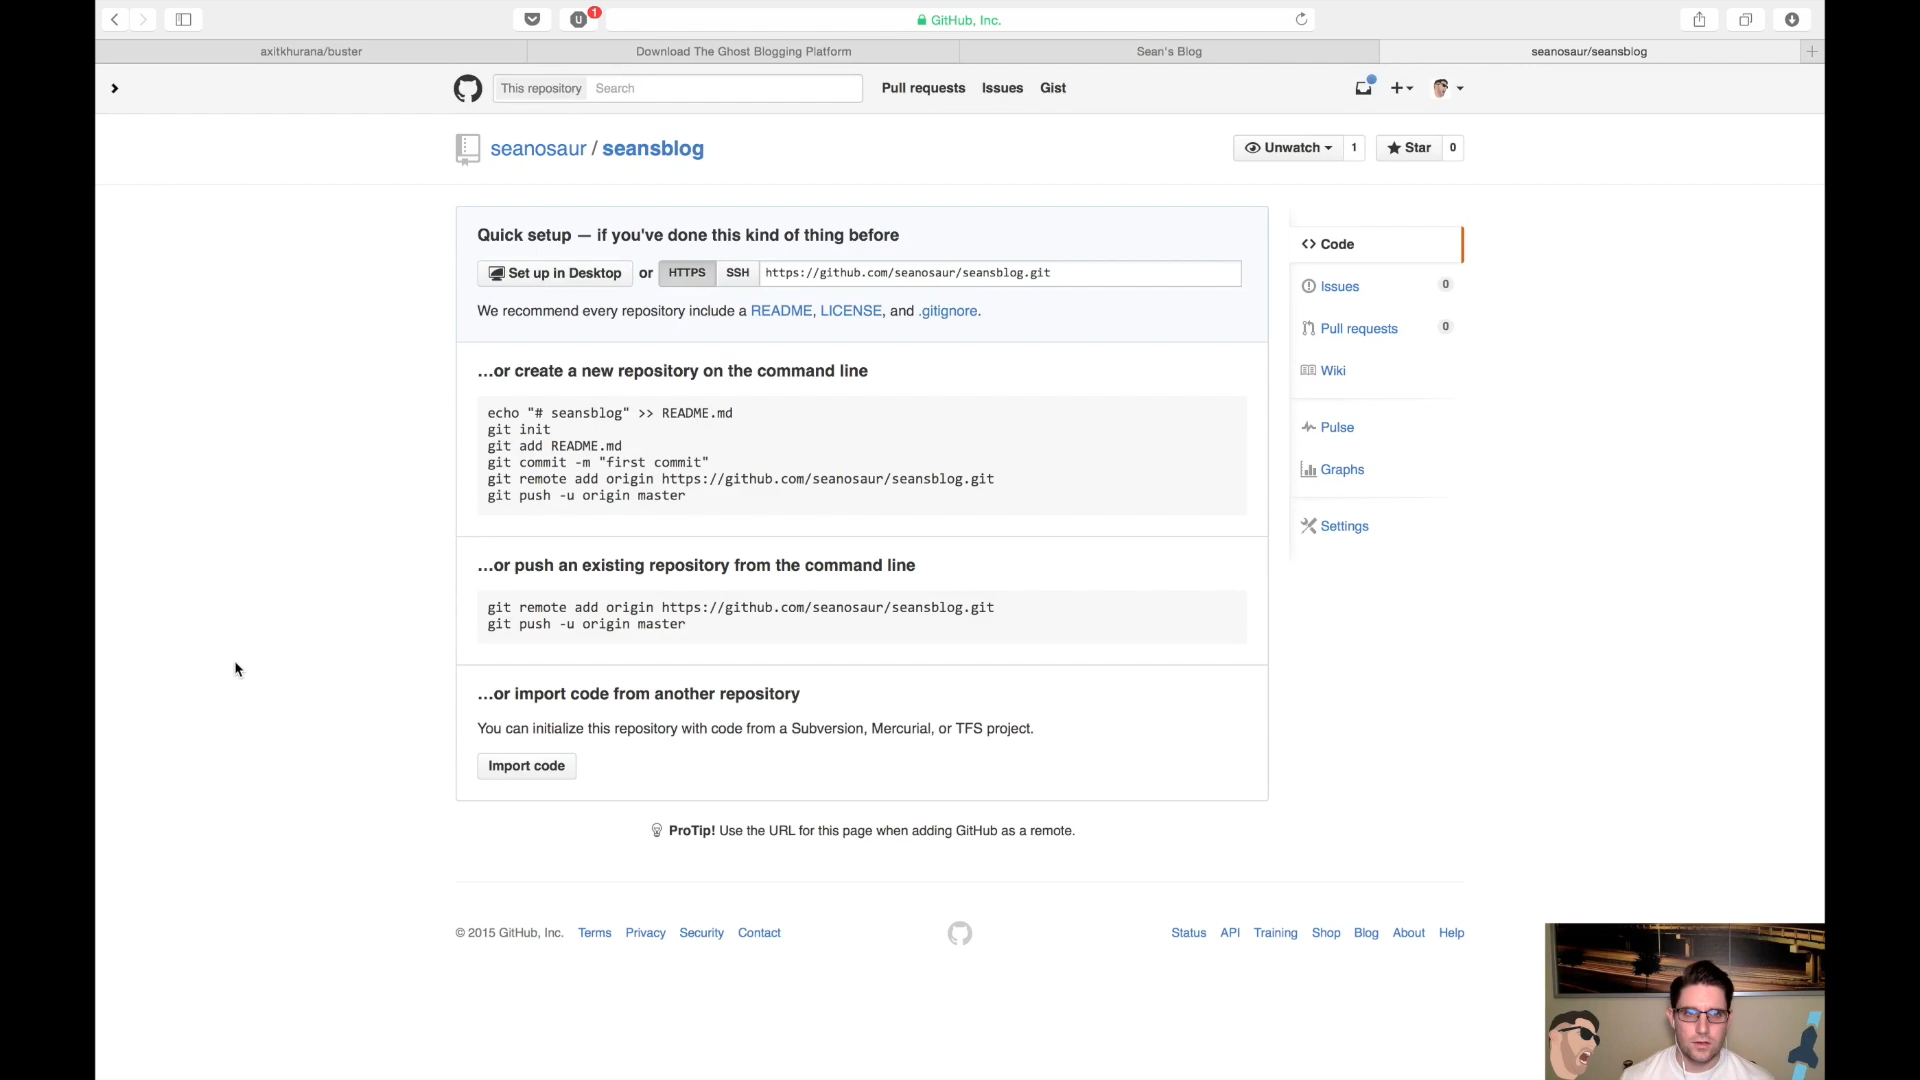 U
1
GitHub, Inc.
axitkhurana/buster
Download The Ghost Blogging Platform
Sean's Blog
seanosaur/seansblog
This repository
Search
Pull requests
Issues
Gist
seanosaur / seansblog
Unwatch
1
Star
0
Quick setup — if you've done this kind of thing before
Set up in Desktop
or
HTTPS
SSH
https://github.com/seanosaur/seansblog.git
We recommend every repository include a README, LICENSE, and .gitignore.
…or create a new repository on the command line
echo "# seansblog" >> README.md
git init
git add README.md
git commit -m "first commit"
git remote add origin https://github.com/seanosaur/seansblog.git
git push -u origin master
…or push an existing repository from the command line
git remote add origin https://github.com/seanosaur/seansblog.git
git push -u origin master
…or import code from another repository
You can initialize this repository with code from a Subversion, Mercurial, or TFS project.
Import code
ProTip! Use the URL for this page when adding GitHub as a remote.
Code
Issues 0
Pull requests 0
Wiki
Pulse
Graphs
Settings
© 2015 GitHub, Inc. Terms Privacy Security Contact
Status API Training Shop Blog About Help